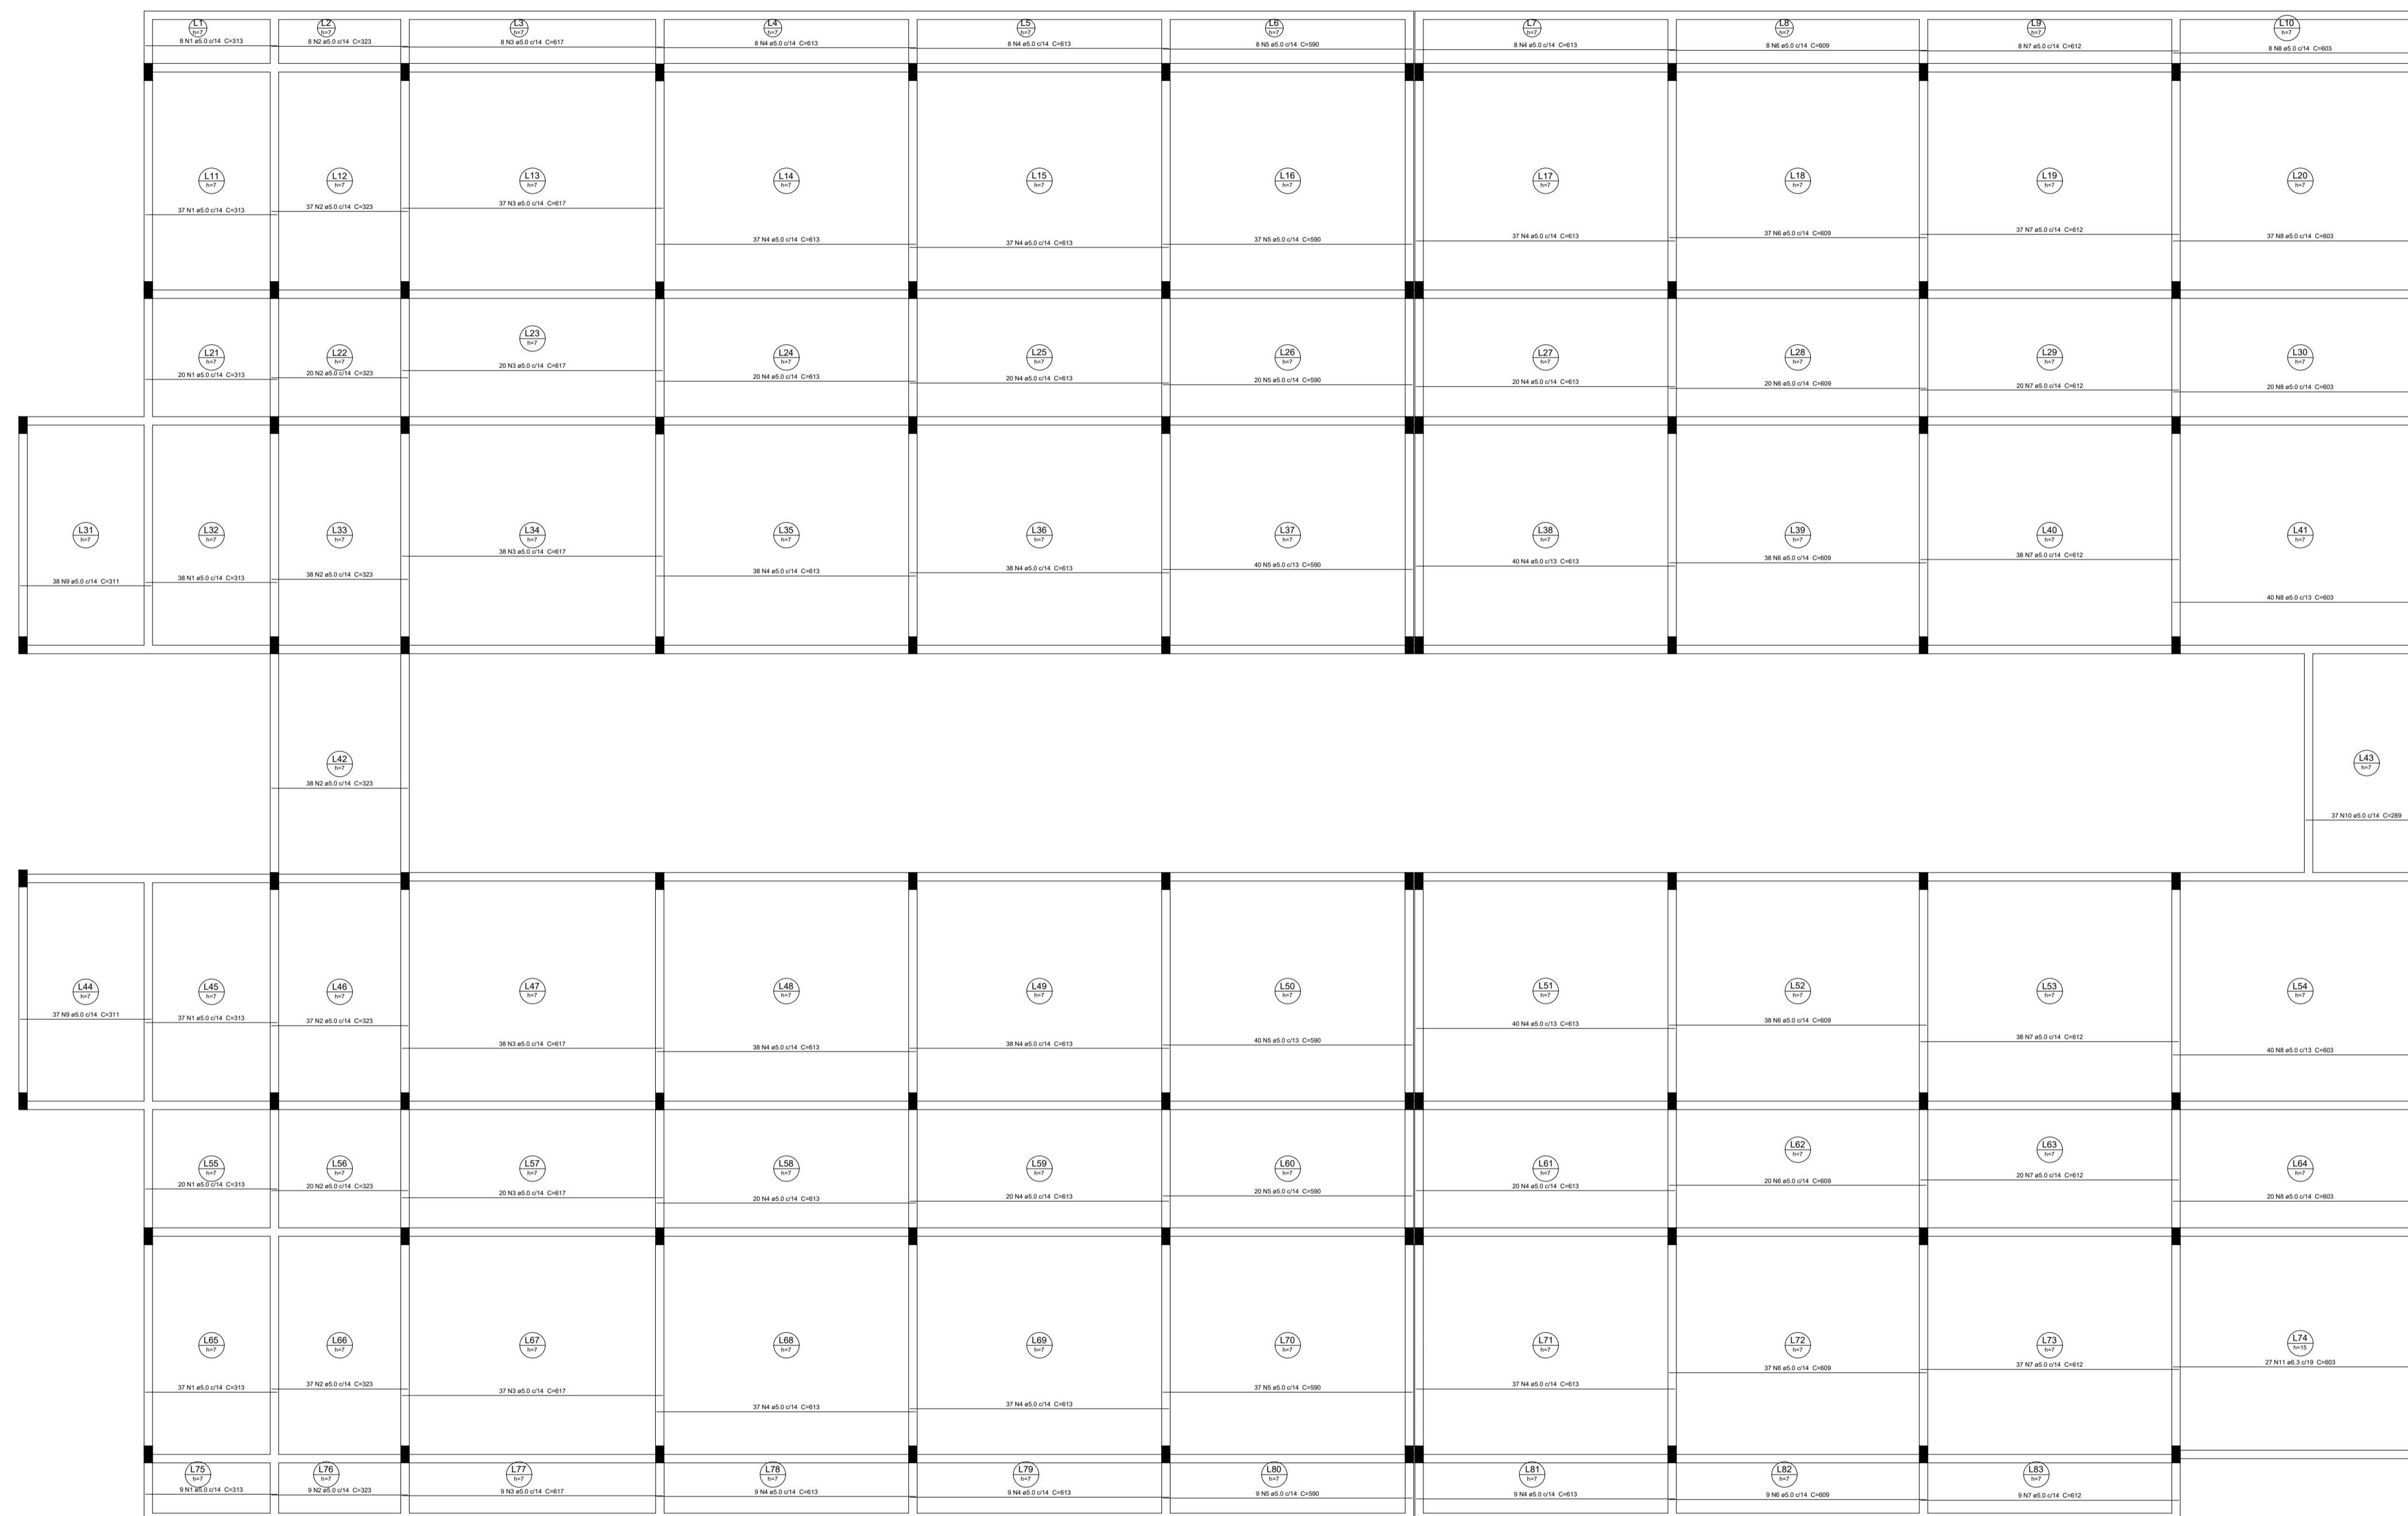 L1
h=7
8 N1 ø5.0 c/14 C=313
L2
h=7
8 N2 ø5.0 c/14 C=323
L3
h=7
8 N3 ø5.0 c/14 C=617
L4
h=7
8 N4 ø5.0 c/14 C=613
L5
h=7
8 N4 ø5.0 c/14 C=613
L6
h=7
8 N5 ø5.0 c/14 C=590
L7
h=7
8 N4 ø5.0 c/14 C=613
L8
h=7
8 N6 ø5.0 c/14 C=609
L9
h=7
8 N7 ø5.0 c/14 C=612
L10
h=7
8 N8 ø5.0 c/14 C=603
L11
h=7
37 N1 ø5.0 c/14 C=313
L12
h=7
37 N2 ø5.0 c/14 C=323
L13
h=7
37 N3 ø5.0 c/14 C=617
L14
h=7
37 N4 ø5.0 c/14 C=613
L15
h=7
37 N4 ø5.0 c/14 C=613
L16
h=7
37 N5 ø5.0 c/14 C=590
L17
h=7
37 N4 ø5.0 c/14 C=613
L18
h=7
37 N6 ø5.0 c/14 C=609
L19
h=7
37 N7 ø5.0 c/14 C=612
L20
h=7
37 N8 ø5.0 c/14 C=603
L21
h=7
20 N1 ø5.0 c/14 C=313
L22
h=7
20 N2 ø5.0 c/14 C=323
L23
h=7
20 N3 ø5.0 c/14 C=617
L24
h=7
20 N4 ø5.0 c/14 C=613
L25
h=7
20 N4 ø5.0 c/14 C=613
L26
h=7
20 N5 ø5.0 c/14 C=590
L27
h=7
20 N4 ø5.0 c/14 C=613
L28
h=7
20 N6 ø5.0 c/14 C=609
L29
h=7
20 N7 ø5.0 c/14 C=612
L30
h=7
20 N8 ø5.0 c/14 C=603
L31
h=7
38 N9 ø5.0 c/14 C=311
L32
h=7
38 N1 ø5.0 c/14 C=313
L33
h=7
38 N2 ø5.0 c/14 C=323
L34
h=7
38 N3 ø5.0 c/14 C=617
L35
h=7
38 N4 ø5.0 c/14 C=613
L36
h=7
38 N4 ø5.0 c/14 C=613
L37
h=7
40 N5 ø5.0 c/13 C=590
L38
h=7
40 N4 ø5.0 c/13 C=613
L39
h=7
38 N6 ø5.0 c/14 C=609
L40
h=7
38 N7 ø5.0 c/14 C=612
L41
h=7
40 N8 ø5.0 c/13 C=603
L42
h=7
38 N2 ø5.0 c/14 C=323
L43
h=7
37 N10 ø5.0 c/14 C=289
L44
h=7
37 N9 ø5.0 c/14 C=311
L45
h=7
37 N1 ø5.0 c/14 C=313
L46
h=7
37 N2 ø5.0 c/14 C=323
L47
h=7
38 N3 ø5.0 c/14 C=617
L48
h=7
38 N4 ø5.0 c/14 C=613
L49
h=7
38 N4 ø5.0 c/14 C=613
L50
h=7
40 N5 ø5.0 c/13 C=590
L51
h=7
40 N4 ø5.0 c/13 C=613
L52
h=7
38 N6 ø5.0 c/14 C=609
L53
h=7
38 N7 ø5.0 c/14 C=612
L54
h=7
40 N8 ø5.0 c/13 C=603
L55
h=7
20 N1 ø5.0 c/14 C=313
L56
h=7
20 N2 ø5.0 c/14 C=323
L57
h=7
20 N3 ø5.0 c/14 C=617
L58
h=7
20 N4 ø5.0 c/14 C=613
L59
h=7
20 N4 ø5.0 c/14 C=613
L60
h=7
20 N5 ø5.0 c/14 C=590
L61
h=7
20 N4 ø5.0 c/14 C=613
L62
h=7
20 N6 ø5.0 c/14 C=609
L63
h=7
20 N7 ø5.0 c/14 C=612
L64
h=7
20 N8 ø5.0 c/14 C=603
L65
h=7
37 N1 ø5.0 c/14 C=313
L66
h=7
37 N2 ø5.0 c/14 C=323
L67
h=7
37 N3 ø5.0 c/14 C=617
L68
h=7
37 N4 ø5.0 c/14 C=613
L69
h=7
37 N4 ø5.0 c/14 C=613
L70
h=7
37 N5 ø5.0 c/14 C=590
L71
h=7
37 N4 ø5.0 c/14 C=613
L72
h=7
37 N6 ø5.0 c/14 C=609
L73
h=7
37 N7 ø5.0 c/14 C=612
L74
h=15
27 N11 ø6.3 c/19 C=603
L75
h=7
9 N1 ø5.0 c/14 C=313
L76
h=7
9 N2 ø5.0 c/14 C=323
L77
h=7
9 N3 ø5.0 c/14 C=617
L78
h=7
9 N4 ø5.0 c/14 C=613
L79
h=7
9 N4 ø5.0 c/14 C=613
L80
h=7
9 N5 ø5.0 c/14 C=590
L81
h=7
9 N4 ø5.0 c/14 C=613
L82
h=7
9 N6 ø5.0 c/14 C=609
L83
h=7
9 N7 ø5.0 c/14 C=612